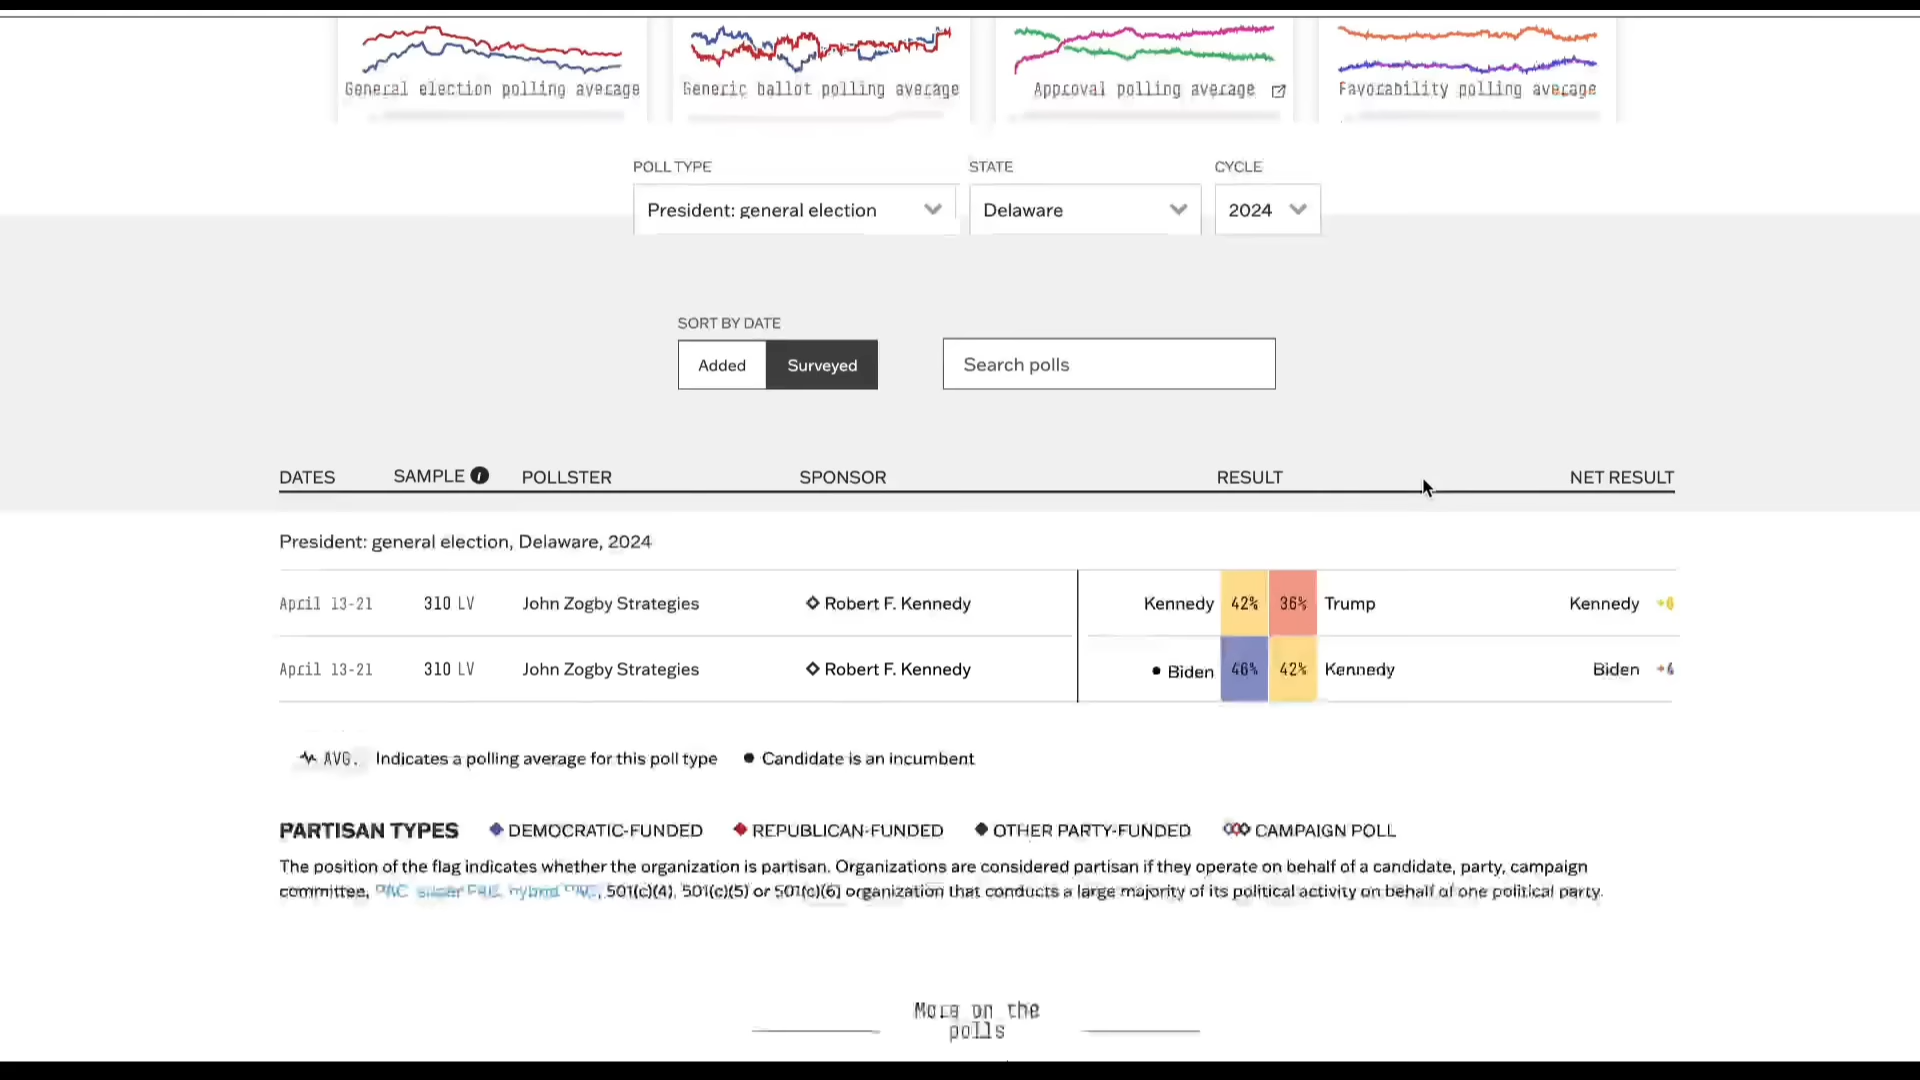 General election polling average
Generic ballot polling average
Approval polling average
Favorability polling average
POLL TYPE
STATE
CYCLE
President: general election
Delaware
2024
SORT BY DATE
Added
Surveyed
Search polls
DATES SAMPLE POLLSTER SPONSOR RESULT NET RESULT
President: general election, Delaware, 2024
April 13-21 310 LV John Zogby Strategies Robert F. Kennedy Kennedy 42% 36% Trump Kennedy +6
April 13-21 310 LV John Zogby Strategies Robert F. Kennedy Biden 46% 42% Kennedy Biden +4
AVG. Indicates a polling average for this poll type Candidate is an incumbent
PARTISAN TYPES DEMOCRATIC-FUNDED REPUBLICAN-FUNDED OTHER PARTY-FUNDED CAMPAIGN POLL
The position of the flag indicates whether the organization is partisan. Organizations are considered partisan if they operate on behalf of a candidate, party, campaign
committee, 501(c)(4), 501(c)(5) or 501(c)(6) organization that conducts a large majority of its political activity on behalf of one political party.
More on the
polls